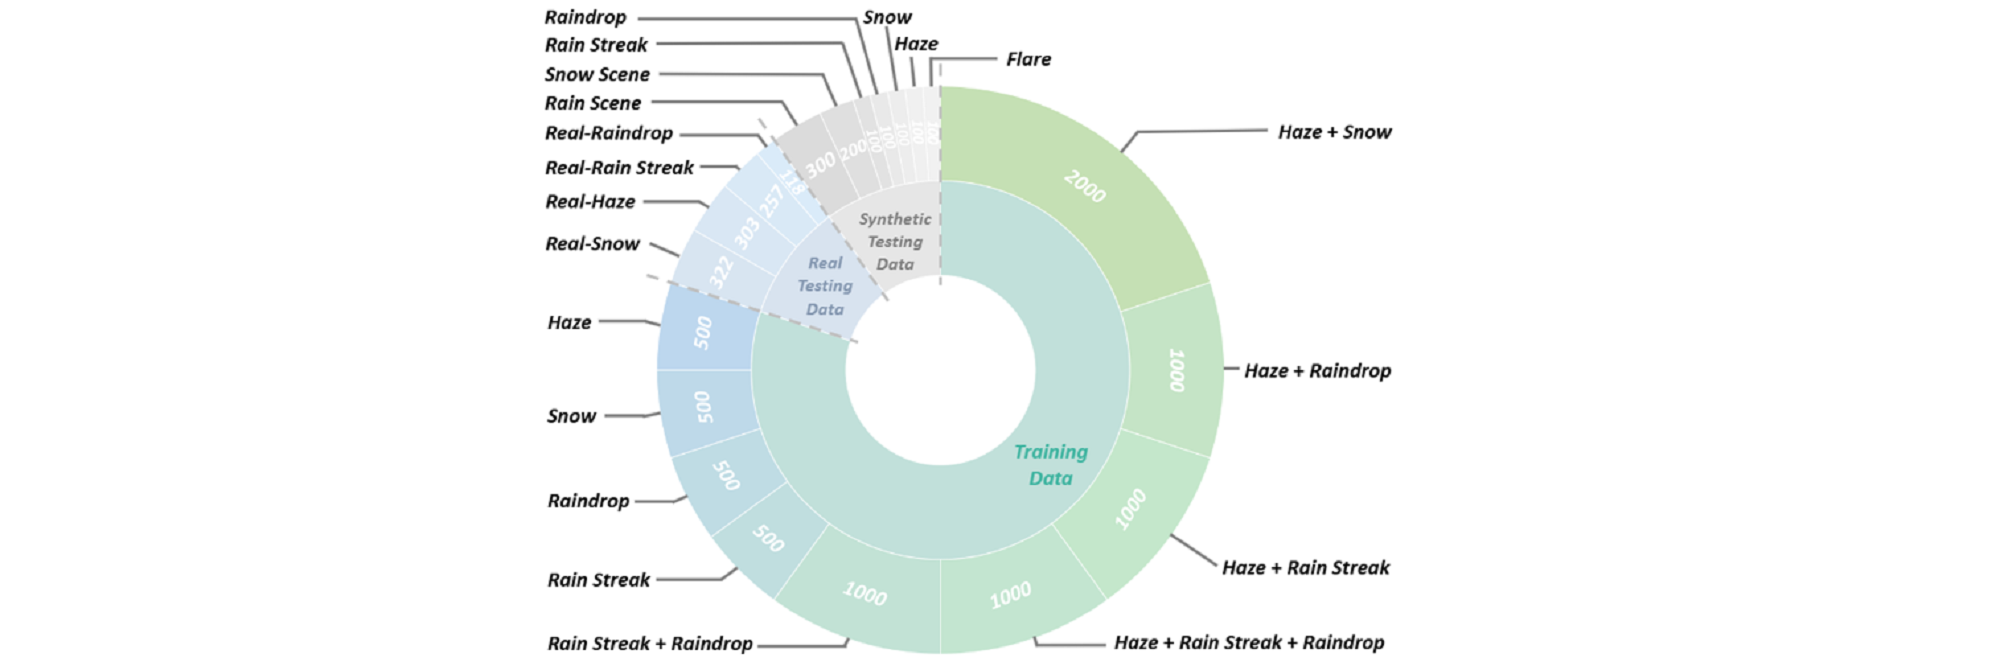 Raindrop
Snow
Rain Streak
Haze
Snow Scene
Flare
Rain Scene
Real-Raindrop
Real-Rain Streak
Real-Haze
Real-Snow
Haze
Snow
Raindrop
Rain Streak
Rain Streak + Raindrop
Haze + Snow
Haze + Raindrop
Haze + Rain Streak
Haze + Rain Streak + Raindrop
2000
1000
1000
1000
1000
500
500
500
500
322
303
257
118
300
200
100
100
100
100
100
Synthetic
Testing
Data
Real
Testing
Data
Training
Data